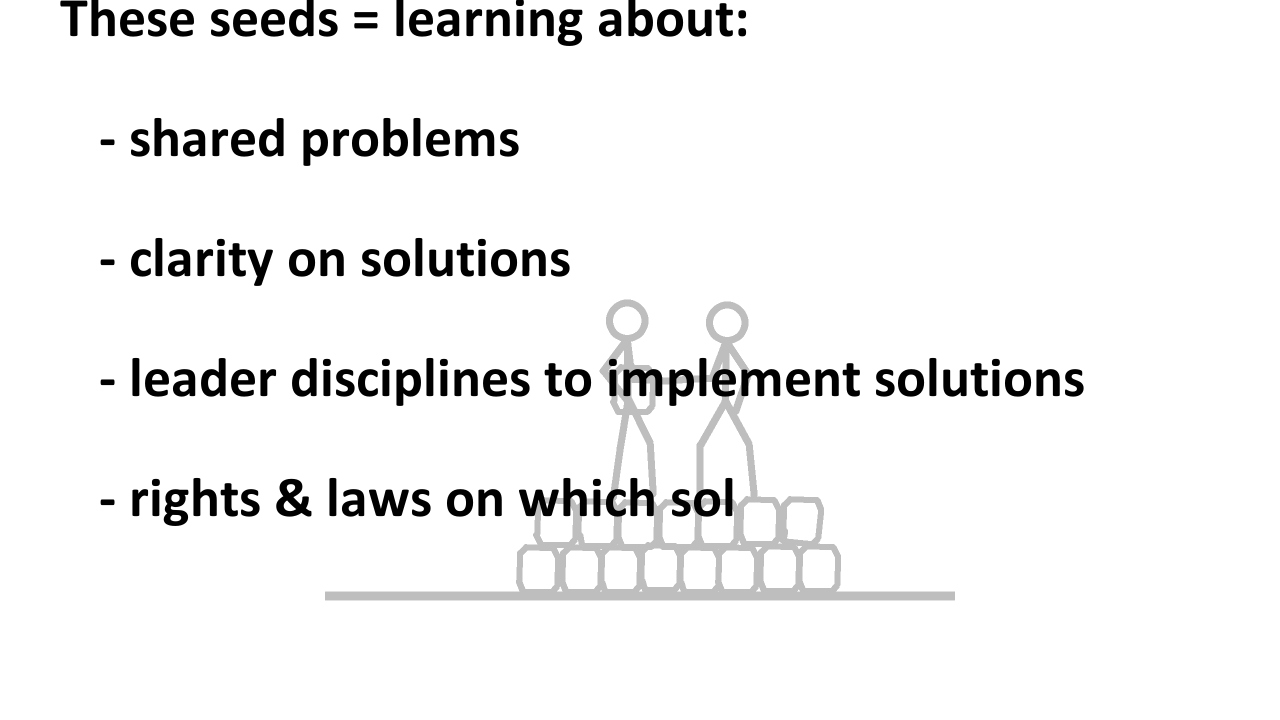 These seeds = learning about:
- shared problems
- clarity on solutions
- leader disciplines to implement solutions
- rights & laws on which sol